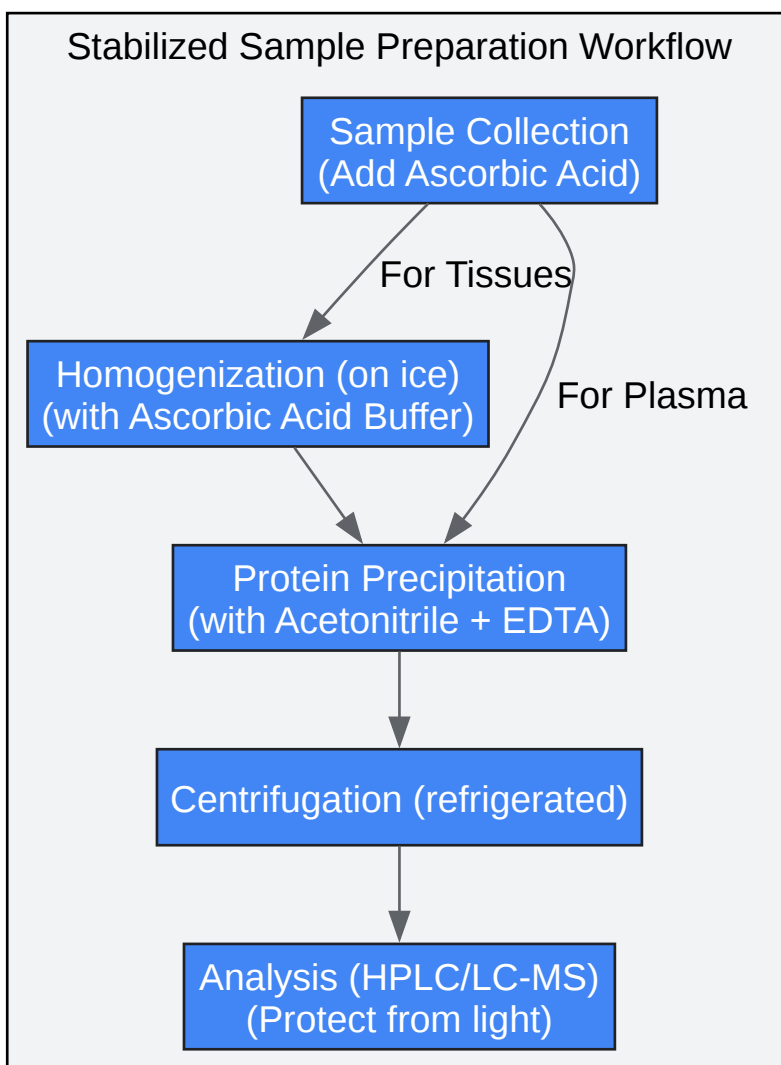 Stabilized Sample Preparation Workflow
Sample Collection
(Add Ascorbic Acid)
For Tissues
Homogenization (on ice)
(with Ascorbic Acid Buffer)
For Plasma
Protein Precipitation
(with Acetonitrile + EDTA)
Centrifugation (refrigerated)
Analysis (HPLC/LC-MS)
(Protect from light)